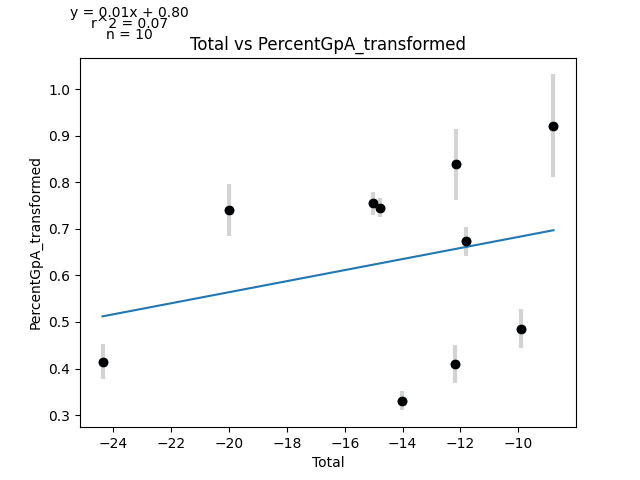 y = 0.01x + 0.80
r^2 = 0.07
n = 10
Total vs PercentGpA_transformed
1.0
0.9
0.8
0.7
0.6
0.5
0.4
0.3
PercentGpA_transformed
−24 −22 −20 −18 −16 −14 −12 −10
Total